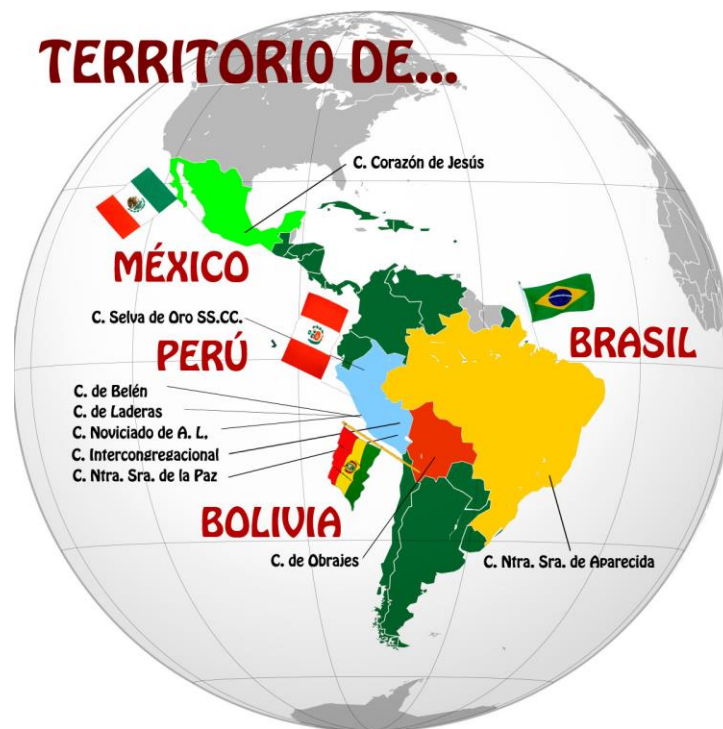 TERRITORIO DE...
C. Corazón de Jesús
MÉXICO
C. Selva de Oro SS.CC.
PERÚ
BRASIL
C. de Belén
C. de Laderas
C. Noviciado de A. L.
C. Intercongregacional
C. Ntra. Sra. de la Paz
BOLIVIA
C. de Obrajes
C. Ntra. Sra. de Aparecida